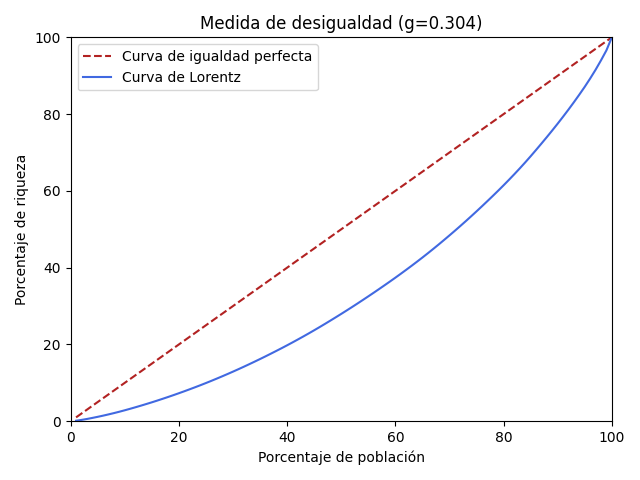 Medida de desigualdad (g=0.304)
Curva de igualdad perfecta
Curva de Lorentz
Porcentaje de riqueza
100
80
60
40
20
0
0 20 40 60 80 100
Porcentaje de población